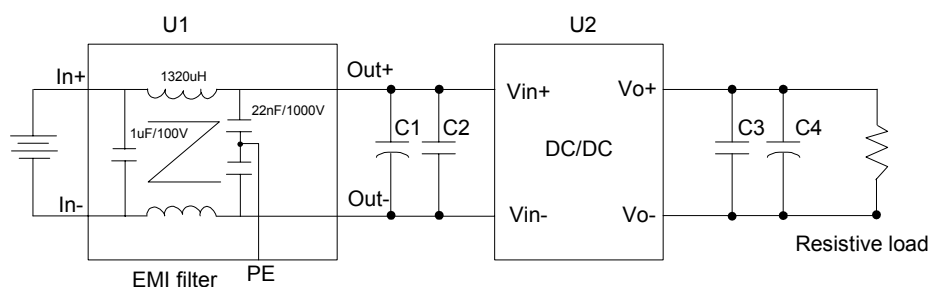 U1
U2
In+
1320uH
Out+
22nF/1000V
1uF/100V
C1
C2
Vin+
Vo+
DC/DC
C3
C4
In-
Out-
Vin-
Vo-
Resistive load
EMI filter
PE